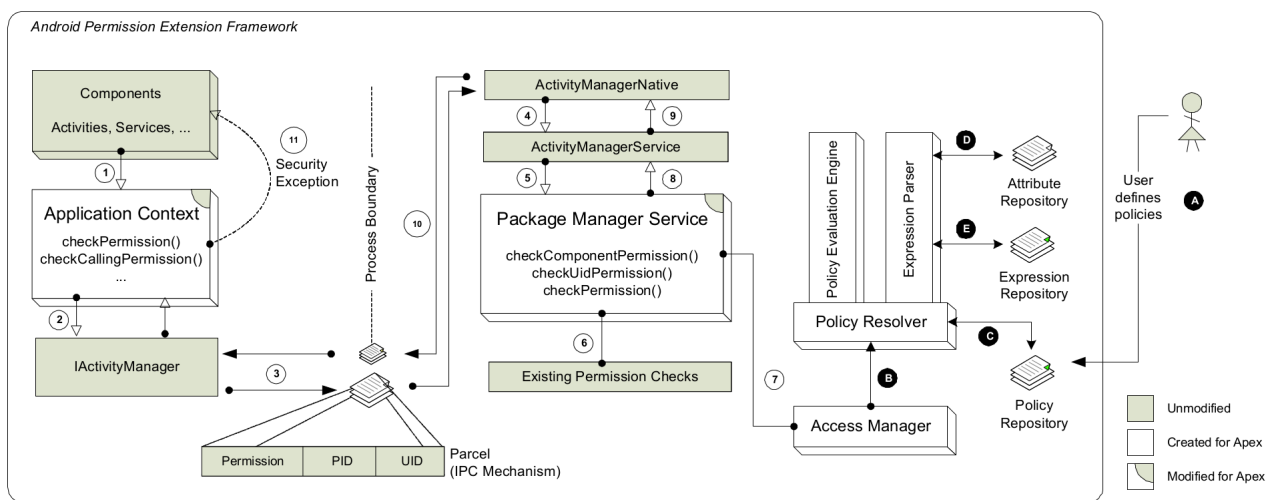 Android Permission Extension Framework
Components
Activities, Services, ...
1
Application Context
checkPermission()
checkCallingPermission()
...
11
Security
Exception
2
IActivityManager
3
Process Boundary
10
Permission
PID
UID
Parcel
(IPC Mechanism)
ActivityManagerNative
4
9
ActivityManagerService
5
8
Package Manager Service
checkComponentPermission()
checkUidPermission()
checkPermission()
6
Existing Permission Checks
7
Policy Evaluation Engine
Expression Parser
Policy Resolver
B
Access Manager
D
Attribute
Repository
E
Expression
Repository
C
Policy
Repository
User
defines
policies
A
Unmodified
Created for Apex
Modified for Apex